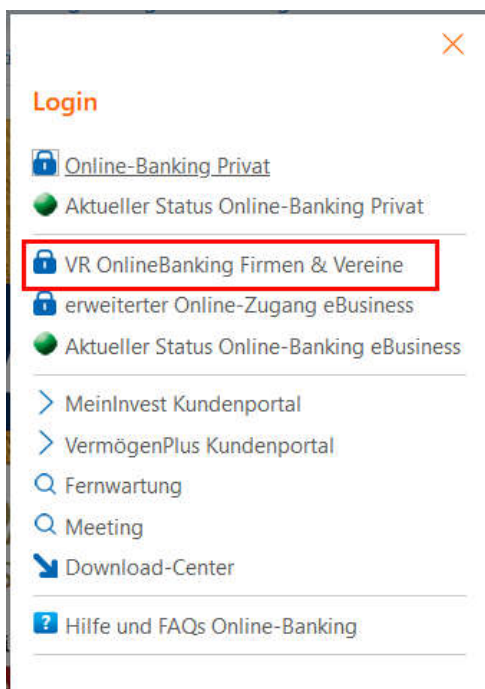 Login
Online-Banking Privat
Aktueller Status Online-Banking Privat
VR OnlineBanking Firmen & Vereine
erweiterter Online-Zugang eBusiness
Aktueller Status Online-Banking eBusiness
MeinInvest Kundenportal
VermögenPlus Kundenportal
Fernwartung
Meeting
Download-Center
? Hilfe und FAQs Online-Banking